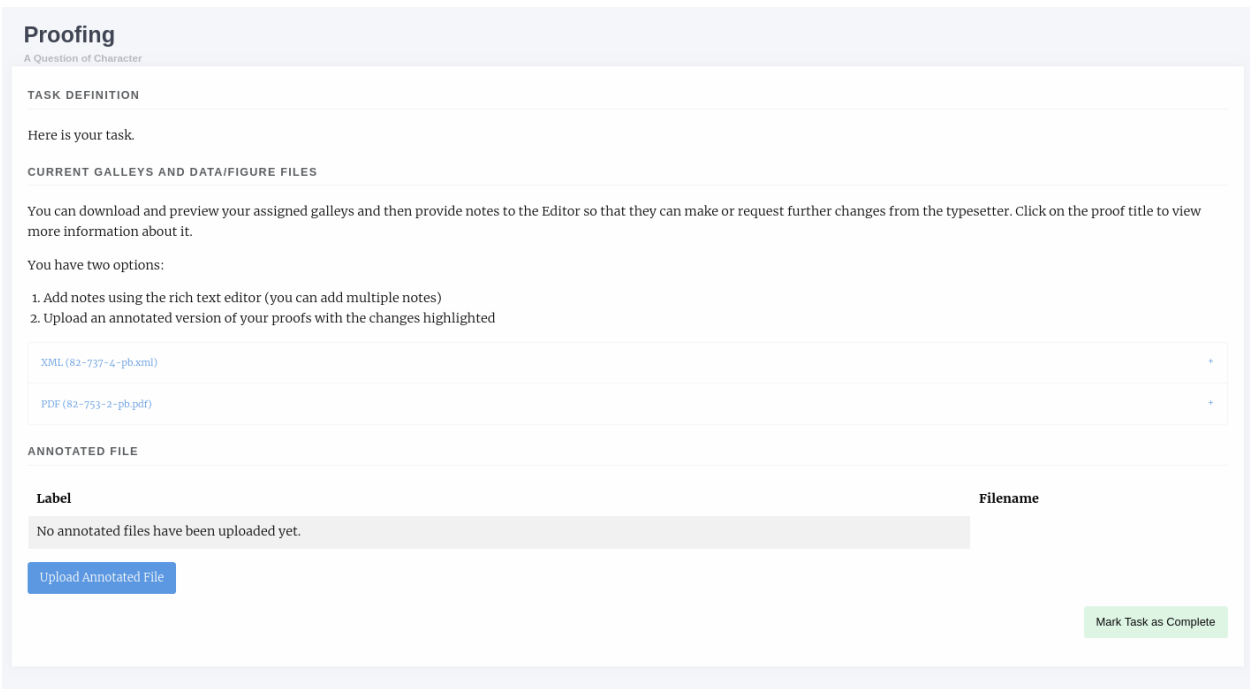 Proofing
A Question of Character
TASK DEFINITION
Here is your task.
CURRENT GALLEYS AND DATA/FIGURE FILES
You can download and preview your assigned galleys and then provide notes to the Editor so that they can make or request further changes from the typesetter. Click on the proof title to view
more information about it.
You have two options:
1. Add notes using the rich text editor (you can add multiple notes)
2. Upload an annotated version of your proofs with the changes highlighted
XML (82-737-4-pb.xml) +
PDF (82-753-2-pb.pdf) +
ANNOTATED FILE
Label Filename
No annotated files have been uploaded yet.
Upload Annotated File
Mark Task as Complete